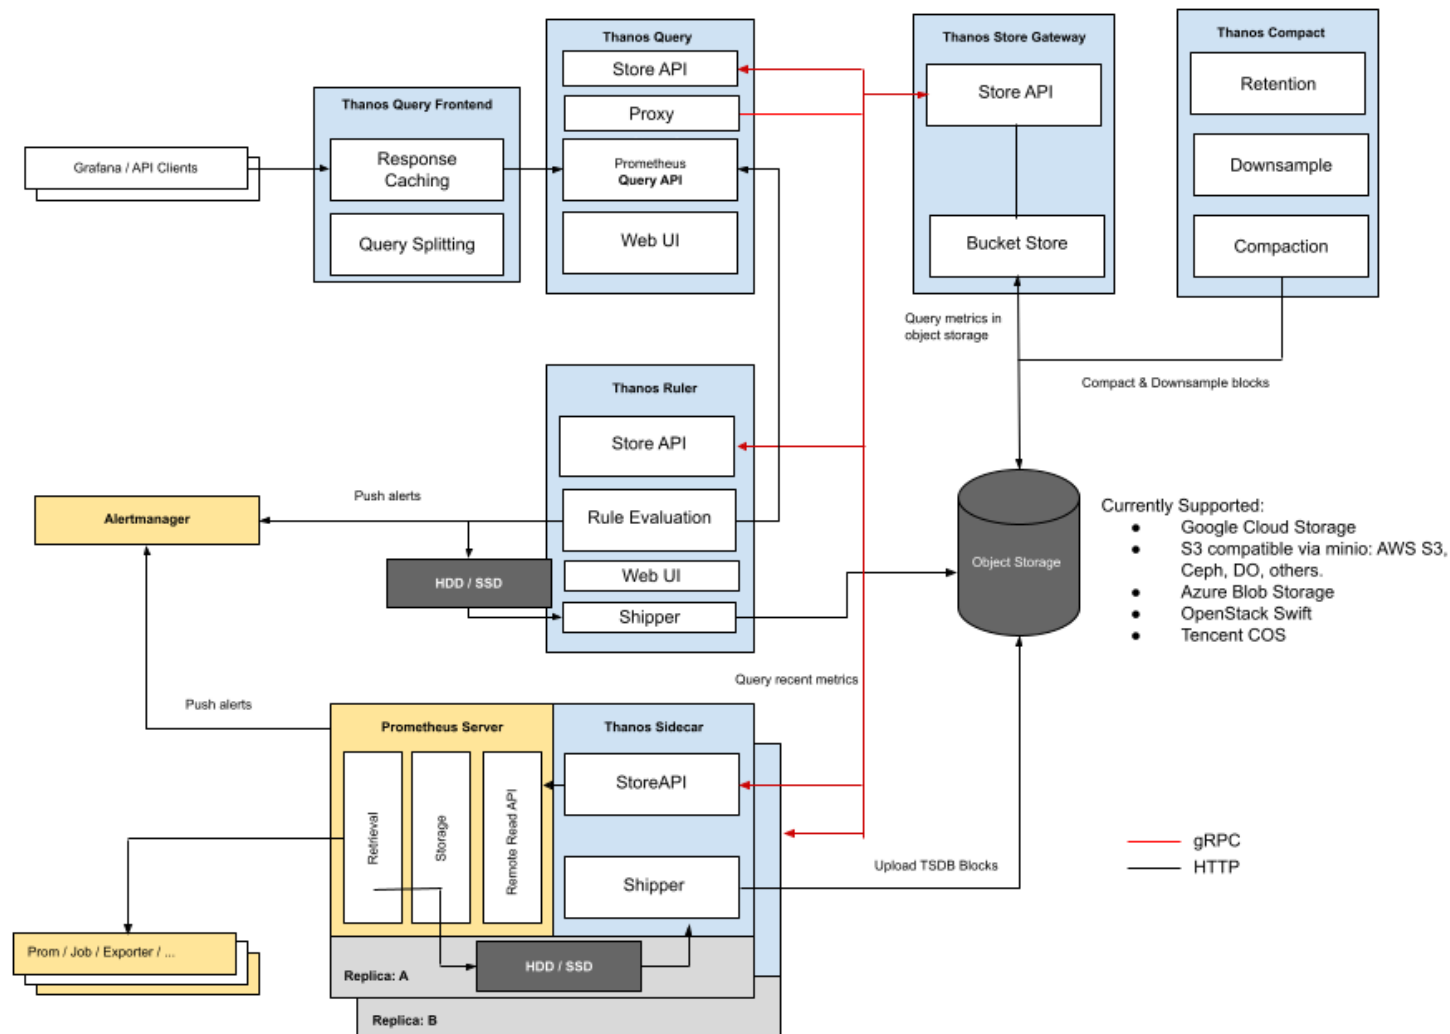 Thanos Query Frontend
Response
Caching
Query Splitting
Grafana / API Clients
Thanos Query
Store API
Proxy
Prometheus
Query API
Web UI
Thanos Store Gateway
Store API
Bucket Store
Thanos Compact
Retention
Downsample
Compaction
Query metrics in
object storage
Compact & Downsample blocks
Thanos Ruler
Store API
Rule Evaluation
Web UI
Shipper
Push alerts
Alertmanager
HDD / SSD
Object Storage
Currently Supported:
● Google Cloud Storage
● S3 compatible via minio: AWS S3,
Ceph, DO, others.
● Azure Blob Storage
● OpenStack Swift
● Tencent COS
Query recent metrics
Push alerts
Prometheus Server
Retrieval
Storage
Remote Read API
Thanos Sidecar
StoreAPI
Shipper
Upload TSDB Blocks
gRPC
HTTP
Prom / Job / Exporter / ...
HDD / SSD
Replica: A
Replica: B